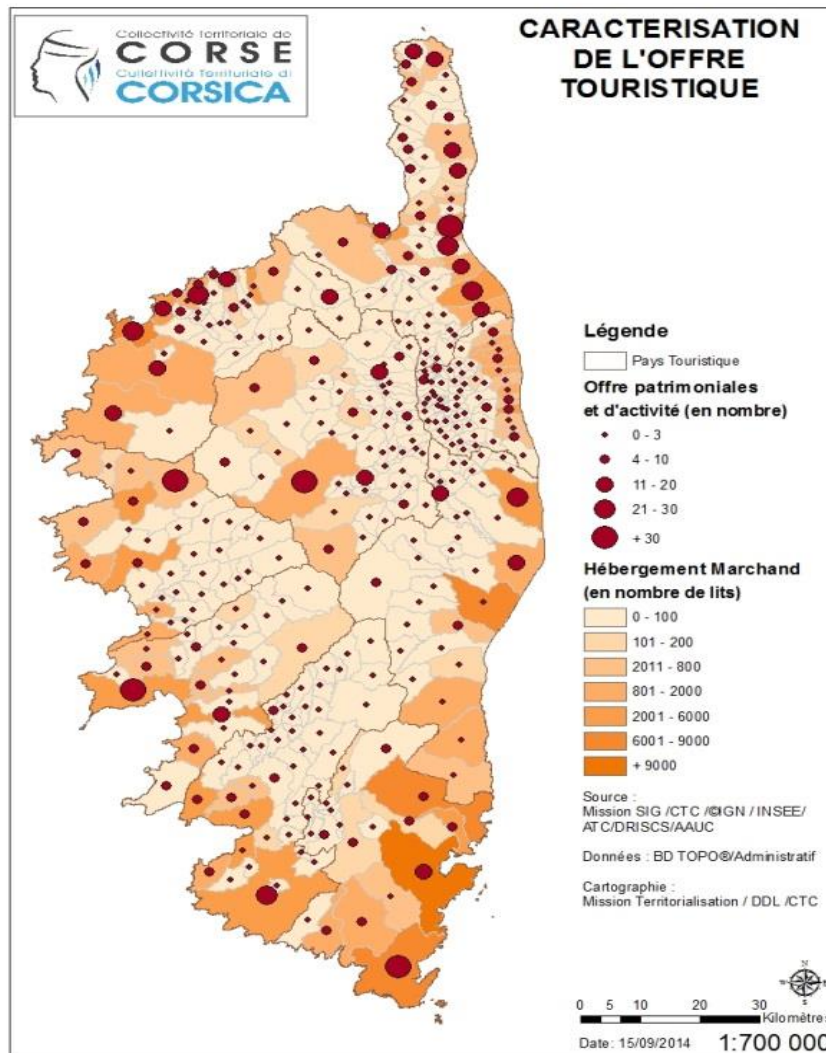 Collectivité Territoriale de
CORSE
Cullettività Territuriale di
CORSICA
CARACTERISATION
DE L'OFFRE
TOURISTIQUE
Légende
Pays Touristique
Offre patrimoniales
et d'activité (en nombre)
0 - 3
4 - 10
11 - 20
21 - 30
+ 30
Hébergement Marchand
(en nombre de lits)
0 - 100
101 - 200
2011 - 800
801 - 2000
2001 - 6000
6001 - 9000
+ 9000
Source :
Mission SIG /CTC /©IGN / INSEE/
ATC/DRISCS/AAUC
Données : BD TOPO®/Administratif
Cartographie :
Mission Territorialisation / DDL /CTC
0 5 10 20 30
Kilomètres
Date: 15/09/2014 1:700 000